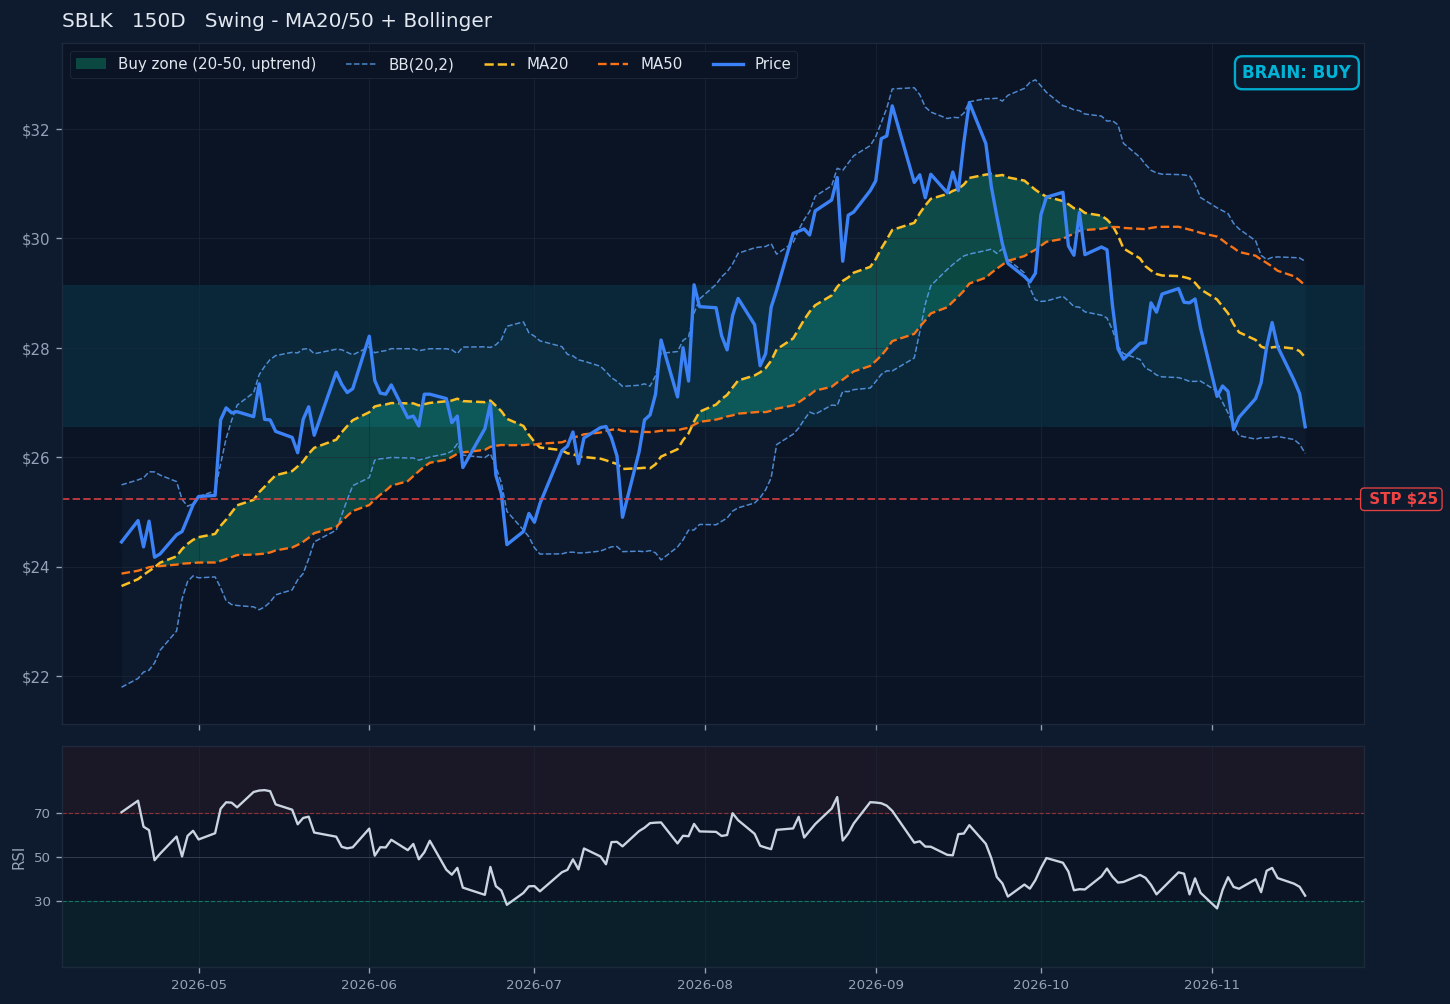 SBLK   150D   Swing - MA20/50 + Bollinger
Buy zone (20-50, uptrend)   BB(20,2)   MA20   MA50   Price
BRAIN: BUY
$32
$30
$28
$26
STP $25
$24
$22
70
50
30
RSI
2026-05   2026-06   2026-07   2026-08   2026-09   2026-10   2026-11